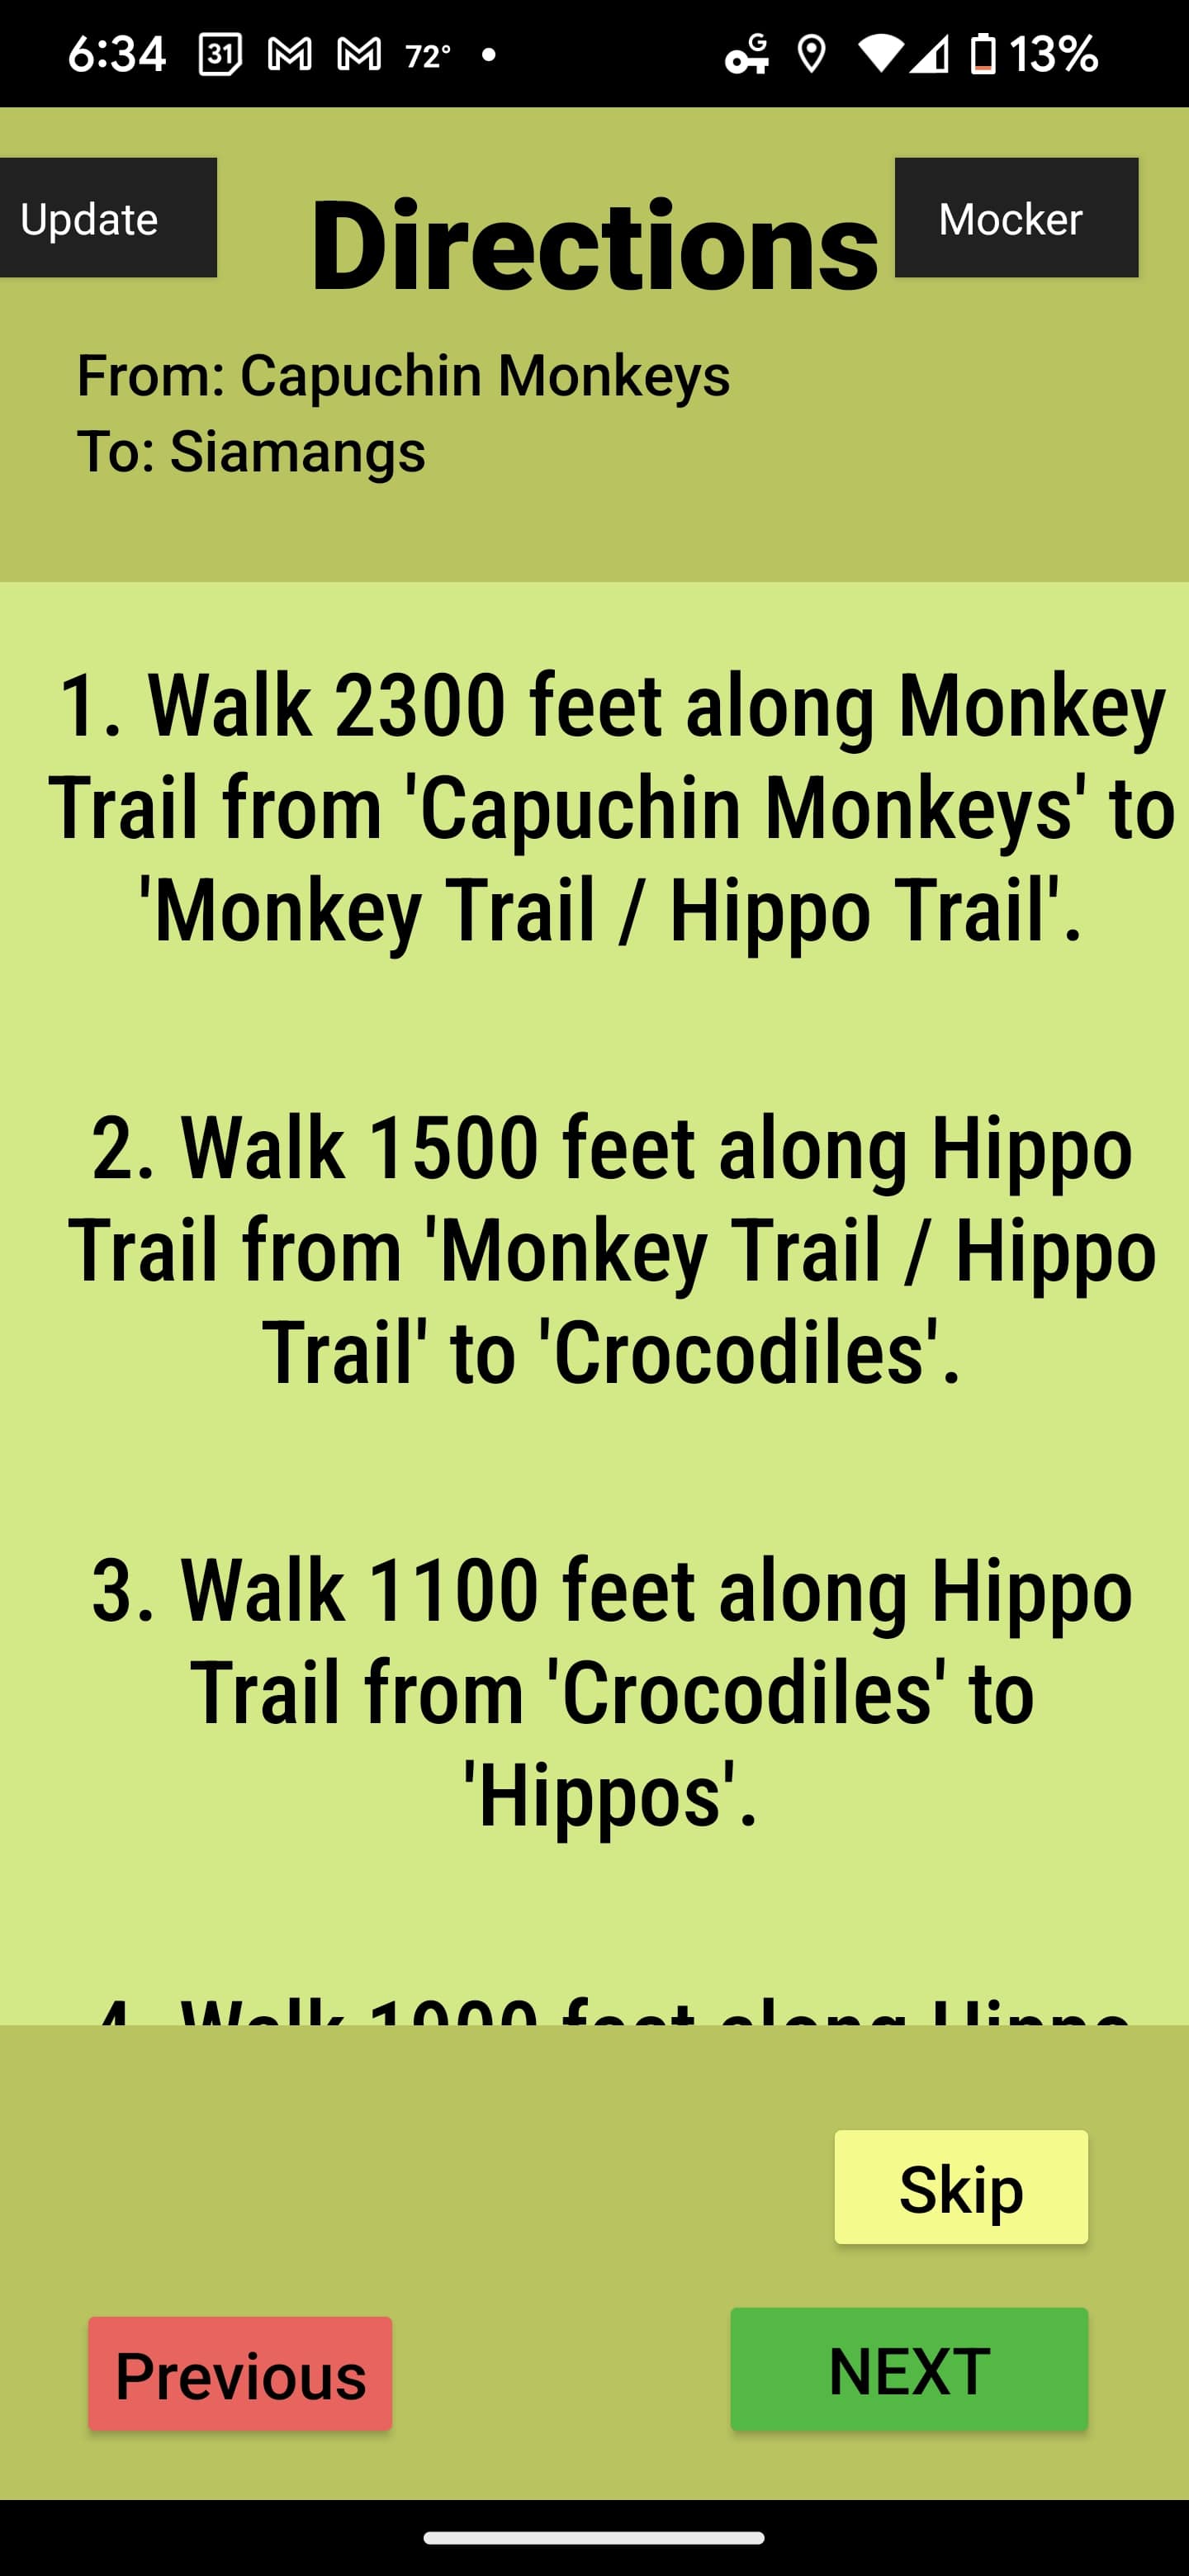 6:34 31 72° G 13%
Update
Directions
Mocker
From: Capuchin Monkeys
To: Siamangs
1. Walk 2300 feet along Monkey
Trail from 'Capuchin Monkeys' to
'Monkey Trail / Hippo Trail'.
2. Walk 1500 feet along Hippo
Trail from 'Monkey Trail / Hippo
Trail' to 'Crocodiles'.
3. Walk 1100 feet along Hippo
Trail from 'Crocodiles' to
'Hippos'.
4. Walk feet along Hippo
Skip
Previous
NEXT